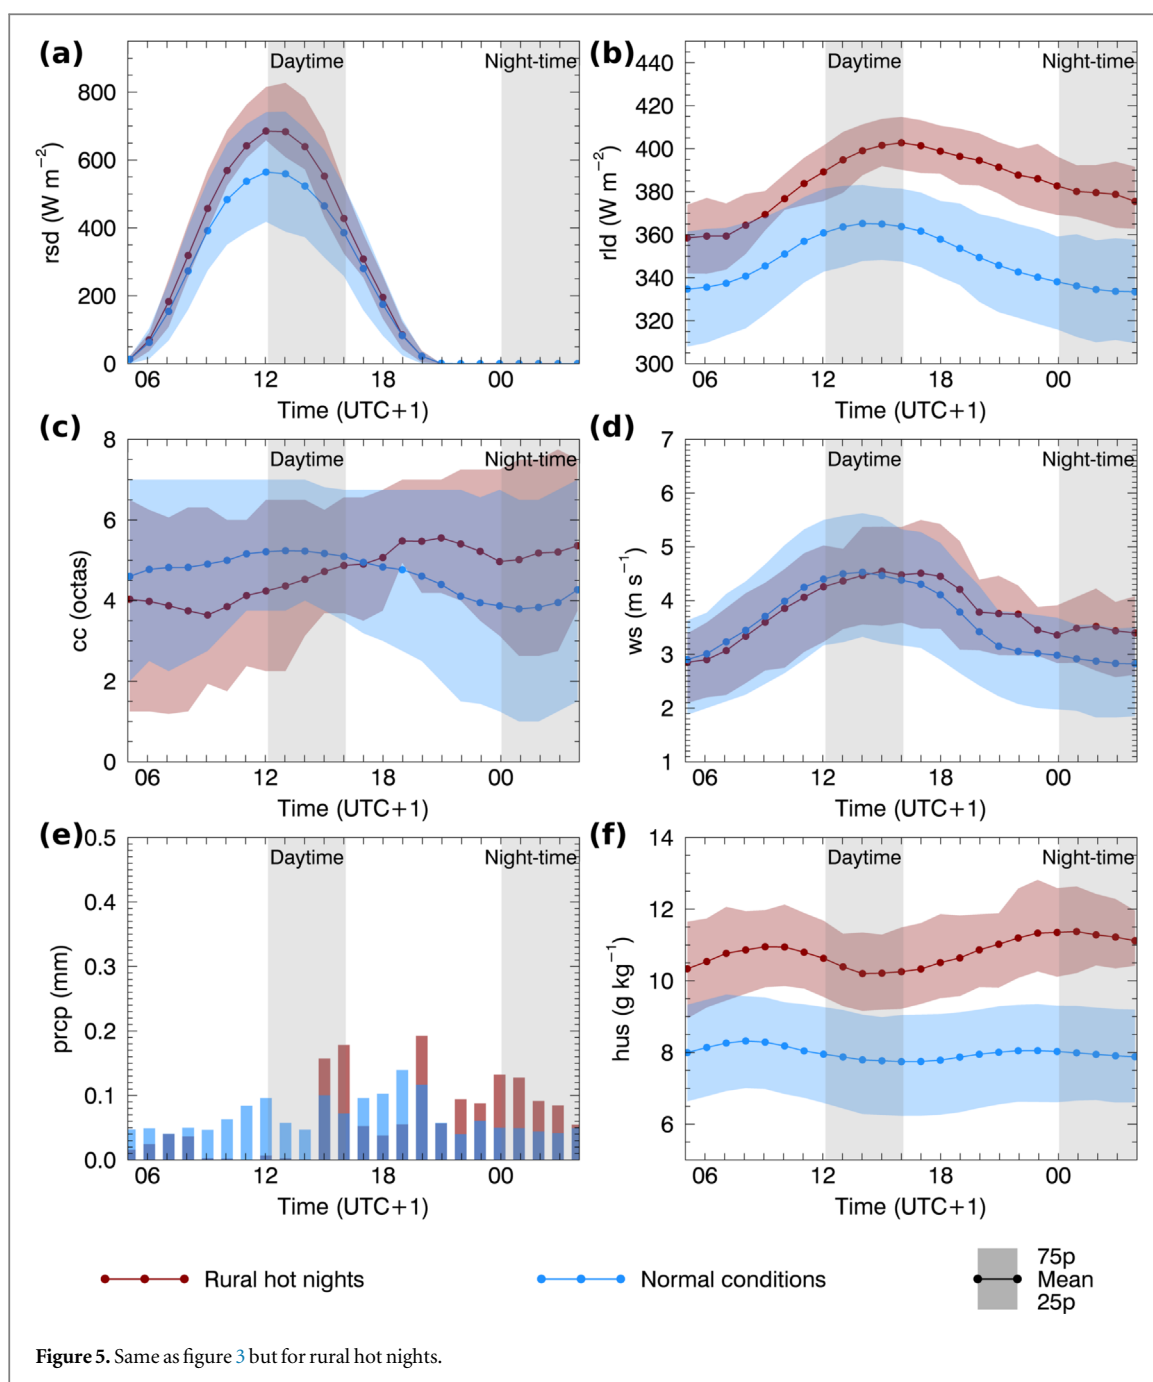 (a)
Daytime
Night-time
rsd (W m−2)
800
600
400
200
0
06
12
18
00
Time (UTC+1)
(b)
Daytime
Night-time
rld (W m−2)
440
420
400
380
360
340
320
300
06
12
18
00
Time (UTC+1)
(c)
Daytime
Night-time
cc (octas)
8
6
4
2
0
06
12
18
00
Time (UTC+1)
(d)
Daytime
Night-time
ws (m s−1)
7
6
5
4
3
2
1
06
12
18
00
Time (UTC+1)
(e)
Daytime
Night-time
prcp (mm)
0.5
0.4
0.3
0.2
0.1
0.0
06
12
18
00
Time (UTC+1)
(f)
Daytime
Night-time
hus (g kg−1)
14
12
10
8
6
06
12
18
00
Time (UTC+1)
Rural hot nights
Normal conditions
75p
Mean
25p
Figure 5. Same as figure 3 but for rural hot nights.